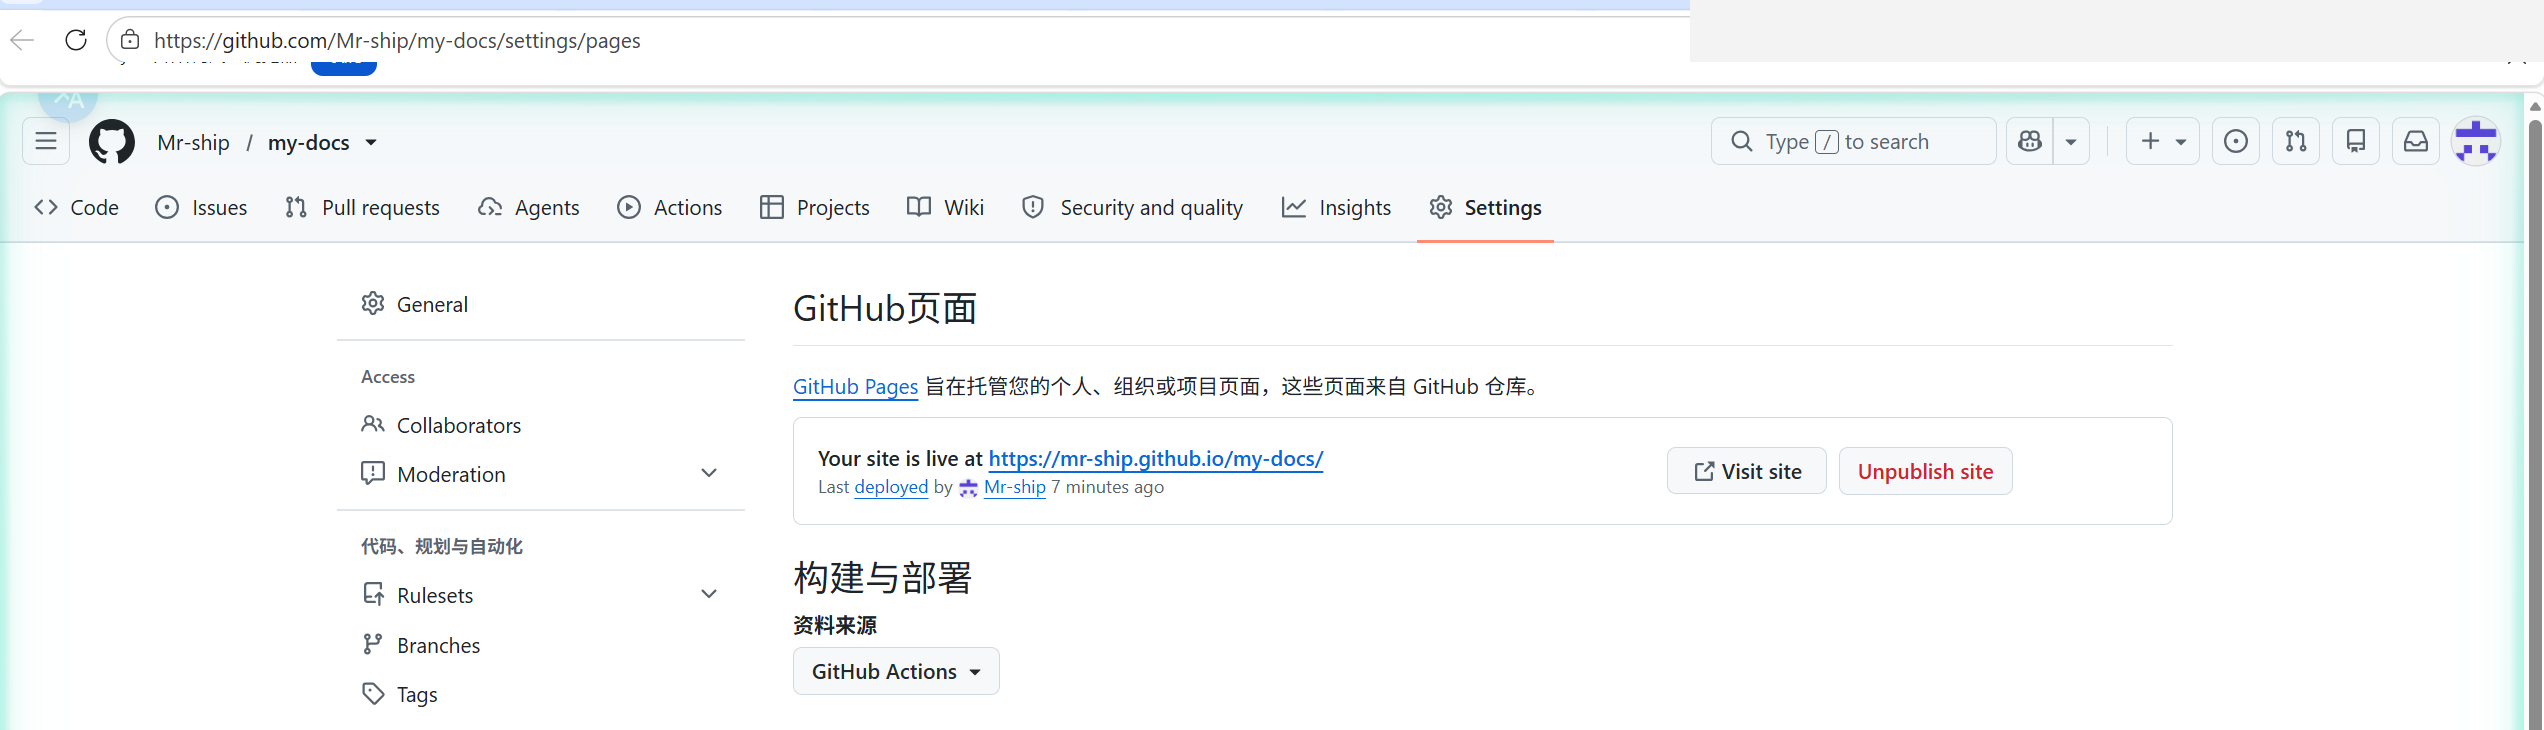 https://github.com/Mr-ship/my-docs/settings/pages
Mr-ship / my-docs
Type / to search
Code Issues Pull requests Agents Actions Projects Wiki Security and quality Insights Settings
General
Access
Collaborators
Moderation
代码、规划与自动化
Rulesets
Branches
Tags
GitHub页面
GitHub Pages 旨在托管您的个人、组织或项目页面，这些页面来自 GitHub 仓库。
Your site is live at https://mr-ship.github.io/my-docs/
Last deployed by Mr-ship 7 minutes ago
Visit site
Unpublish site
构建与部署
资料来源
GitHub Actions